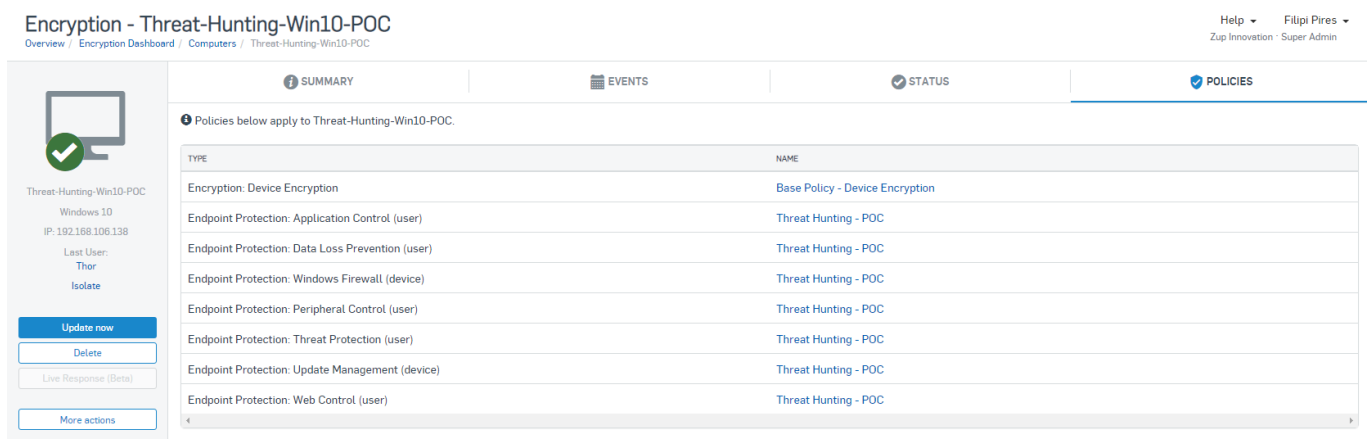 Encryption - Threat-Hunting-Win10-POC
Overview / Encryption Dashboard / Computers / Threat-Hunting-Win10-POC
Help Filipi Pires
Zup Innovation · Super Admin
Threat-Hunting-Win10-POC
Windows 10
IP: 192.168.106.138
Last User:
Thor
Isolate
Update now
Delete
Live Response (Beta)
More actions
SUMMARY EVENTS STATUS POLICIES
Policies below apply to Threat-Hunting-Win10-POC.
TYPE NAME
Encryption: Device Encryption Base Policy - Device Encryption
Endpoint Protection: Application Control (user) Threat Hunting - POC
Endpoint Protection: Data Loss Prevention (user) Threat Hunting - POC
Endpoint Protection: Windows Firewall (device) Threat Hunting - POC
Endpoint Protection: Peripheral Control (user) Threat Hunting - POC
Endpoint Protection: Threat Protection (user) Threat Hunting - POC
Endpoint Protection: Update Management (device) Threat Hunting - POC
Endpoint Protection: Web Control (user) Threat Hunting - POC